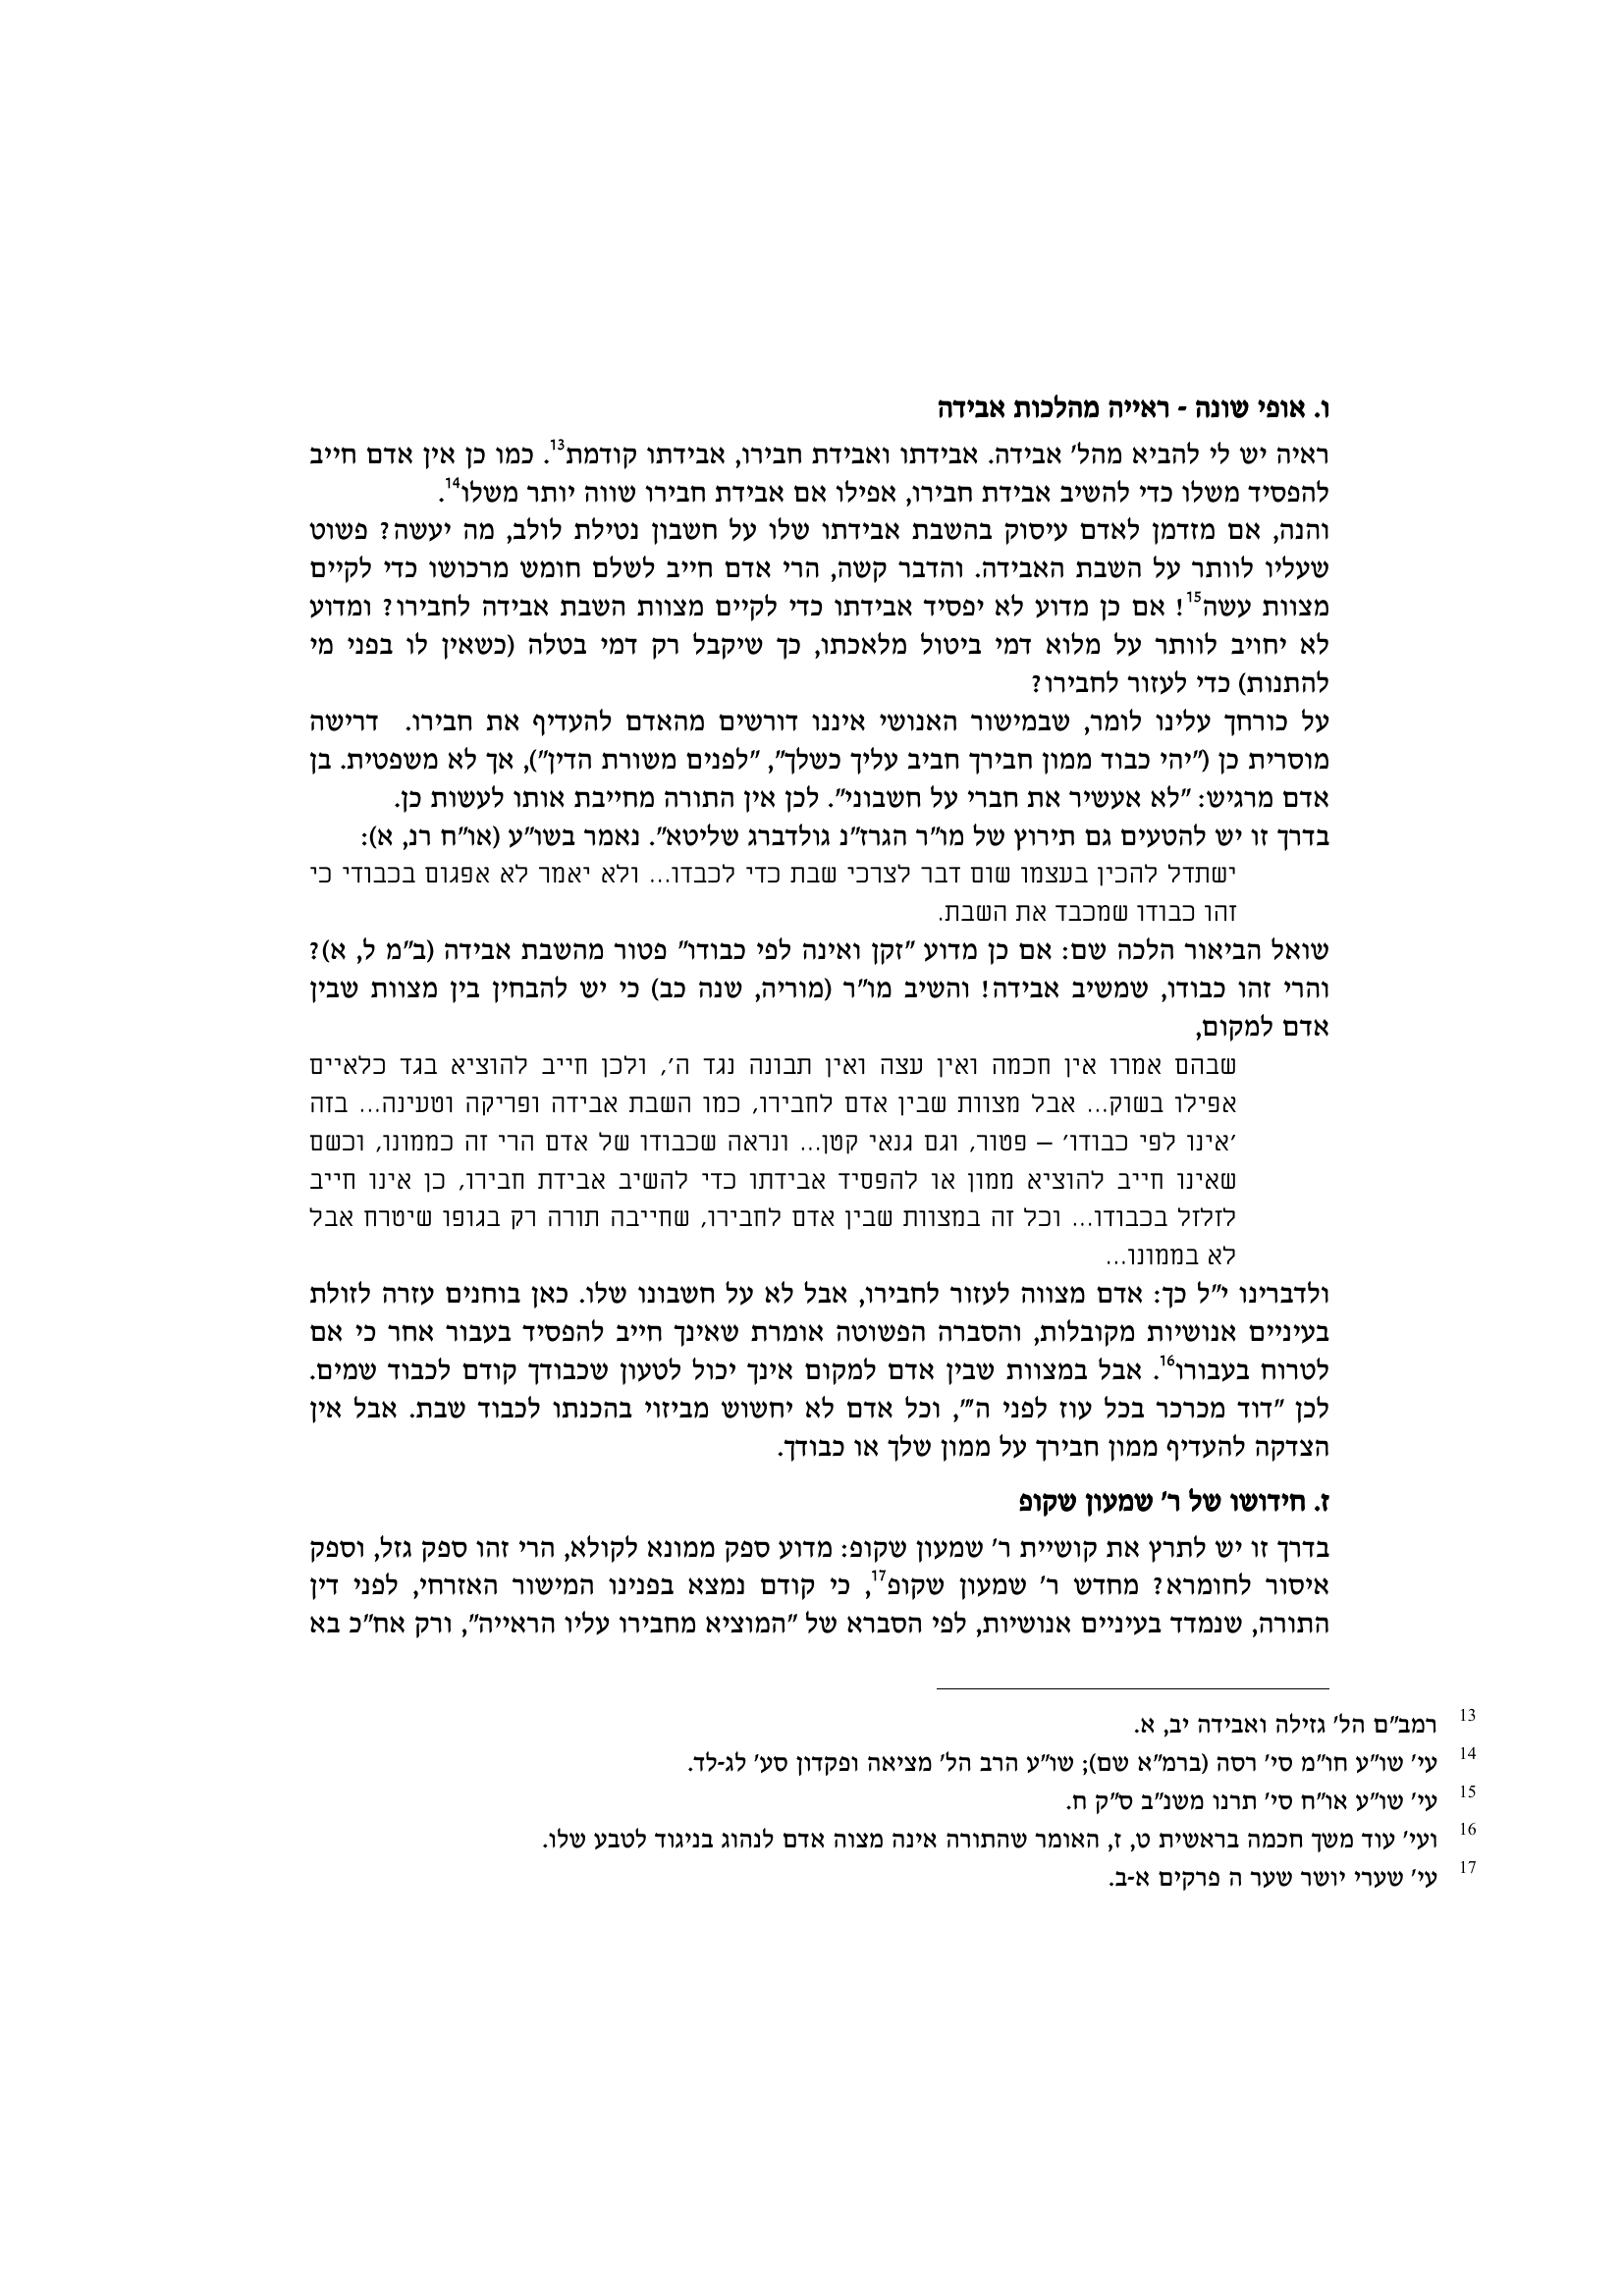 ו. אופי שונה - ראייה מהלכות אבידה
ראיה יש לי להביא מהל' אבידה. אבידתו ואבידת חבירו, אבידתו קודמת13. כמו כן אין אדם חייב
להפסיד משלו כדי להשיב אבידת חבירו, אפילו אם אבידת חבירו שווה יותר משלו14.
והנה, אם מזדמן לאדם עיסוק בהשבת אבידתו שלו על חשבון נטילת לולב, מה יעשה? פשוט
שעליו לוותר על השבת האבידה. והדבר קשה, הרי אדם חייב לשלם חומש מרכושו כדי לקיים
מצוות עשה15! אם כן מדוע לא יפסיד אבידתו כדי לקיים מצוות השבת אבידה לחבירו? ומדוע
לא יחויב לוותר על מלוא דמי ביטול מלאכתו, כך שיקבל רק דמי בטלה (כשאין לו בפני מי
להתנות) כדי לעזור לחבירו?
על כורחך עלינו לומר, שבמישור האנושי איננו דורשים מהאדם להעדיף את חבירו. דרישה
מוסרית כן ("יהי כבוד ממון חבירך חביב עליך כשלך", "לפנים משורת הדין"), אך לא משפטית. בן
אדם מרגיש: "לא אעשיר את חברי על חשבוני". לכן אין התורה מחייבת אותו לעשות כן.
בדרך זו יש להטעים גם תירוץ של מו"ר הגרז"נ גולדברג שליטא". נאמר בשו"ע (או"ח רנ, א):
ישתדל להכין בעצמו שום דבר לצרכי שבת כדי לכבדו... ולא יאמר לא אפגום בכבודי כי
זהו כבודו שמכבד את השבת.
שואל הביאור הלכה שם: אם כן מדוע "זקן ואינה לפי כבודו" פטור מהשבת אבידה (ב"מ ל, א)?
והרי זהו כבודו, שמשיב אבידה! והשיב מו"ר (מוריה, שנה כב) כי יש להבחין בין מצוות שבין
אדם למקום,
שבהם אמרו אין חכמה ואין עצה ואין תבונה נגד ה', ולכן חייב להוציא בגד כלאיים
אפילו בשוק... אבל מצוות שבין אדם לחבירו, כמו השבת אבידה ופריקה וטעינה... בזה
'אינו לפי כבודו' – פטור, וגם גנאי קטן... ונראה שכבודו של אדם הרי זה כממונו, וכשם
שאינו חייב להוציא ממון או להפסיד אבידתו כדי להשיב אבידת חבירו, כן אינו חייב
לזלזל בכבודו... וכל זה במצוות שבין אדם לחבירו, שחייבה תורה רק בגופו שיטרח אבל
לא בממונו...
ולדברינו י"ל כך: אדם מצווה לעזור לחבירו, אבל לא על חשבונו שלו. כאן בוחנים עזרה לזולת
בעיניים אנושיות מקובלות, והסברה הפשוטה אומרת שאינך חייב להפסיד בעבור אחר כי אם
לטרוח בעבורו16. אבל במצוות שבין אדם למקום אינך יכול לטעון שכבודך קודם לכבוד שמים.
לכן "דוד מכרכר בכל עוז לפני ה'", וכל אדם לא יחשוש מביזוי בהכנתו לכבוד שבת. אבל אין
הצדקה להעדיף ממון חבירך על ממון שלך או כבודך.
ז. חידושו של ר' שמעון שקופ
בדרך זו יש לתרץ את קושיית ר' שמעון שקופ: מדוע ספק ממונא לקולא, הרי זהו ספק גזל, וספק
איסור לחומרא? מחדש ר' שמעון שקופ17, כי קודם נמצא בפנינו המישור האזרחי, לפני דין
התורה, שנמדד בעיניים אנושיות, לפי הסברא של "המוציא מחבירו עליו הראייה", ורק אח"כ בא
13 רמב"ם הל' גזילה ואבידה יב, א.
14 עי' שו"ע חו"מ סי' רסה (ברמ"א שם); שו"ע הרב הל' מציאה ופקדון סע' לג-לד.
15 עי' שו"ע או"ח סי' תרנו משנ"ב ס"ק ח.
16 ועי' עוד משך חכמה בראשית ט, ז, האומר שהתורה אינה מצוה אדם לנהוג בניגוד לטבע שלו.
17 עי' שערי יושר שער ה פרקים א-ב.